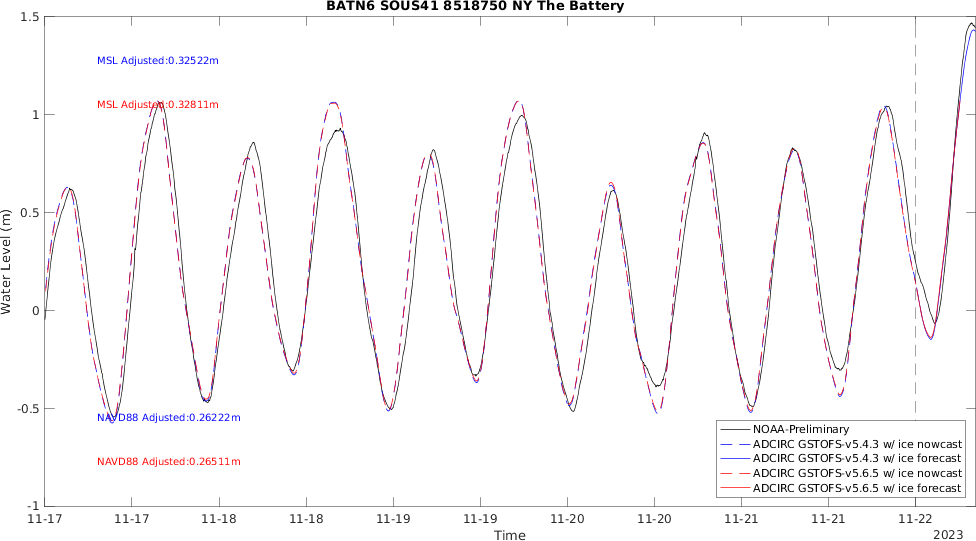 BATN6 SOUS41 8518750 NY The Battery
1.5
MSL Adjusted:0.32522m
MSL Adjusted:0.32811m
1
0.5
Water Level (m)
0
-0.5
NAVD88 Adjusted:0.26222m
NAVD88 Adjusted:0.26511m
NOAA-Preliminary
ADCIRC GSTOFS-v5.4.3 w/ ice nowcast
ADCIRC GSTOFS-v5.4.3 w/ ice forecast
ADCIRC GSTOFS-v5.6.5 w/ ice nowcast
ADCIRC GSTOFS-v5.6.5 w/ ice forecast
-1
11-17 11-17 11-18 11-18 11-19 11-19 11-20 11-20 11-21 11-21 11-22
Time
2023